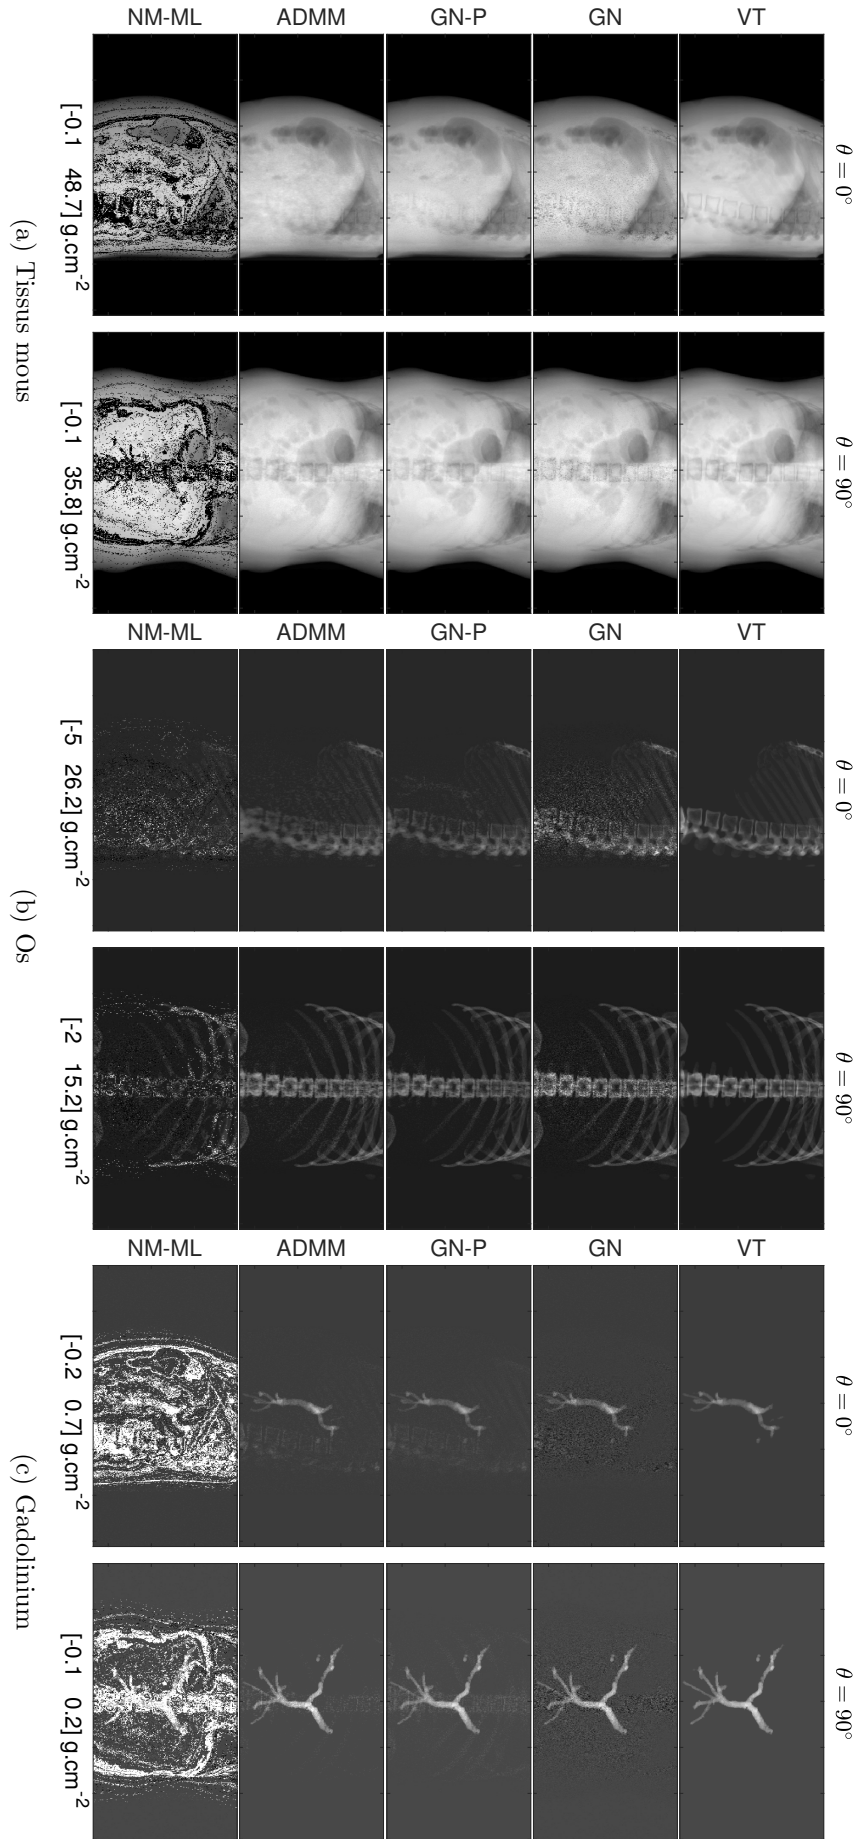 NM-ML ADMM GN-P GN VT
θ = 0°
[-0.1 48.7] g.cm-2
θ = 90°
[-0.1 35.8] g.cm-2
(a) Tissus mous
NM-ML ADMM GN-P GN VT
θ = 0°
[-5 26.2] g.cm-2
θ = 90°
[-2 15.2] g.cm-2
(b) Os
NM-ML ADMM GN-P GN VT
θ = 0°
[-0.2 0.7] g.cm-2
θ = 90°
[-0.1 0.2] g.cm-2
(c) Gadolinium